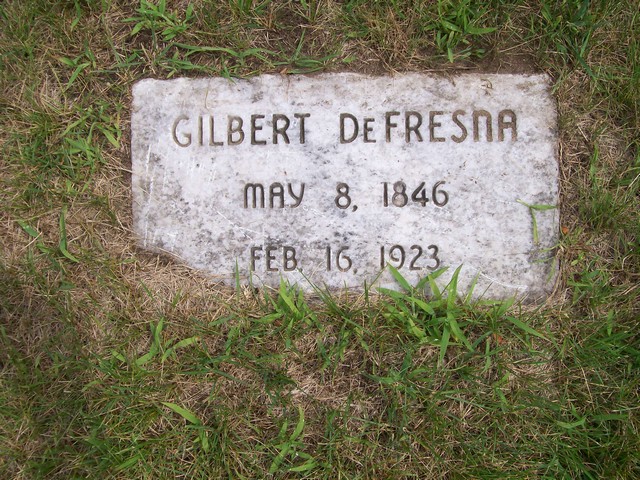 GILBERT DEFRESNA
MAY 8, 1846
FEB 16, 1923